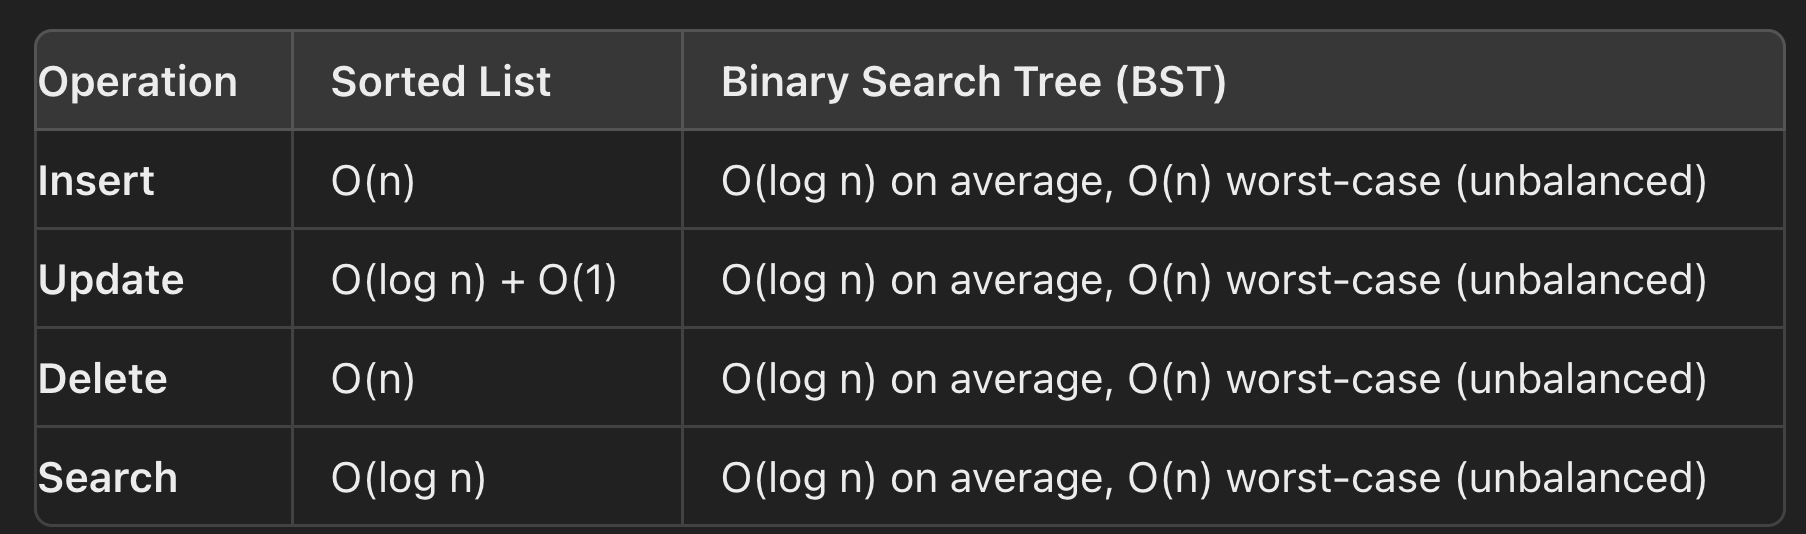 Operation Sorted List Binary Search Tree (BST)
Insert O(n) O(log n) on average, O(n) worst-case (unbalanced)
Update O(log n) + O(1) O(log n) on average, O(n) worst-case (unbalanced)
Delete O(n) O(log n) on average, O(n) worst-case (unbalanced)
Search O(log n) O(log n) on average, O(n) worst-case (unbalanced)